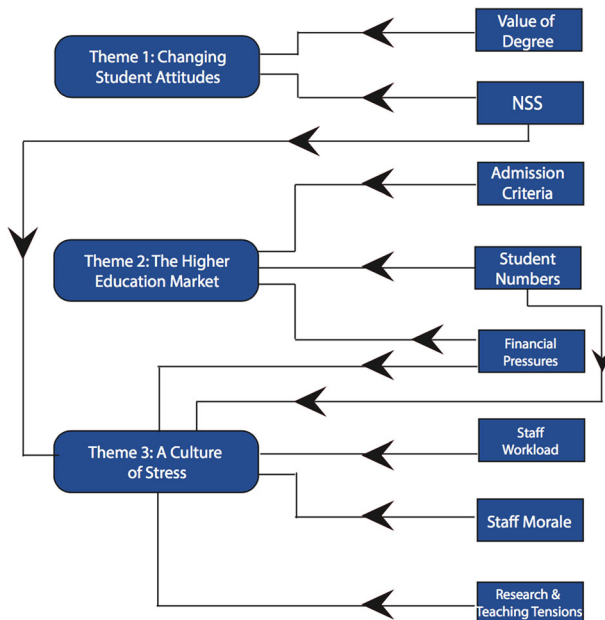 Value of
Degree
Theme 1: Changing
Student Attitudes
NSS
Admission
Criteria
Theme 2: The Higher
Education Market
Student
Numbers
Financial
Pressures
Theme 3: A Culture
of Stress
Staff
Workload
Staff Morale
Research &
Teaching Tensions